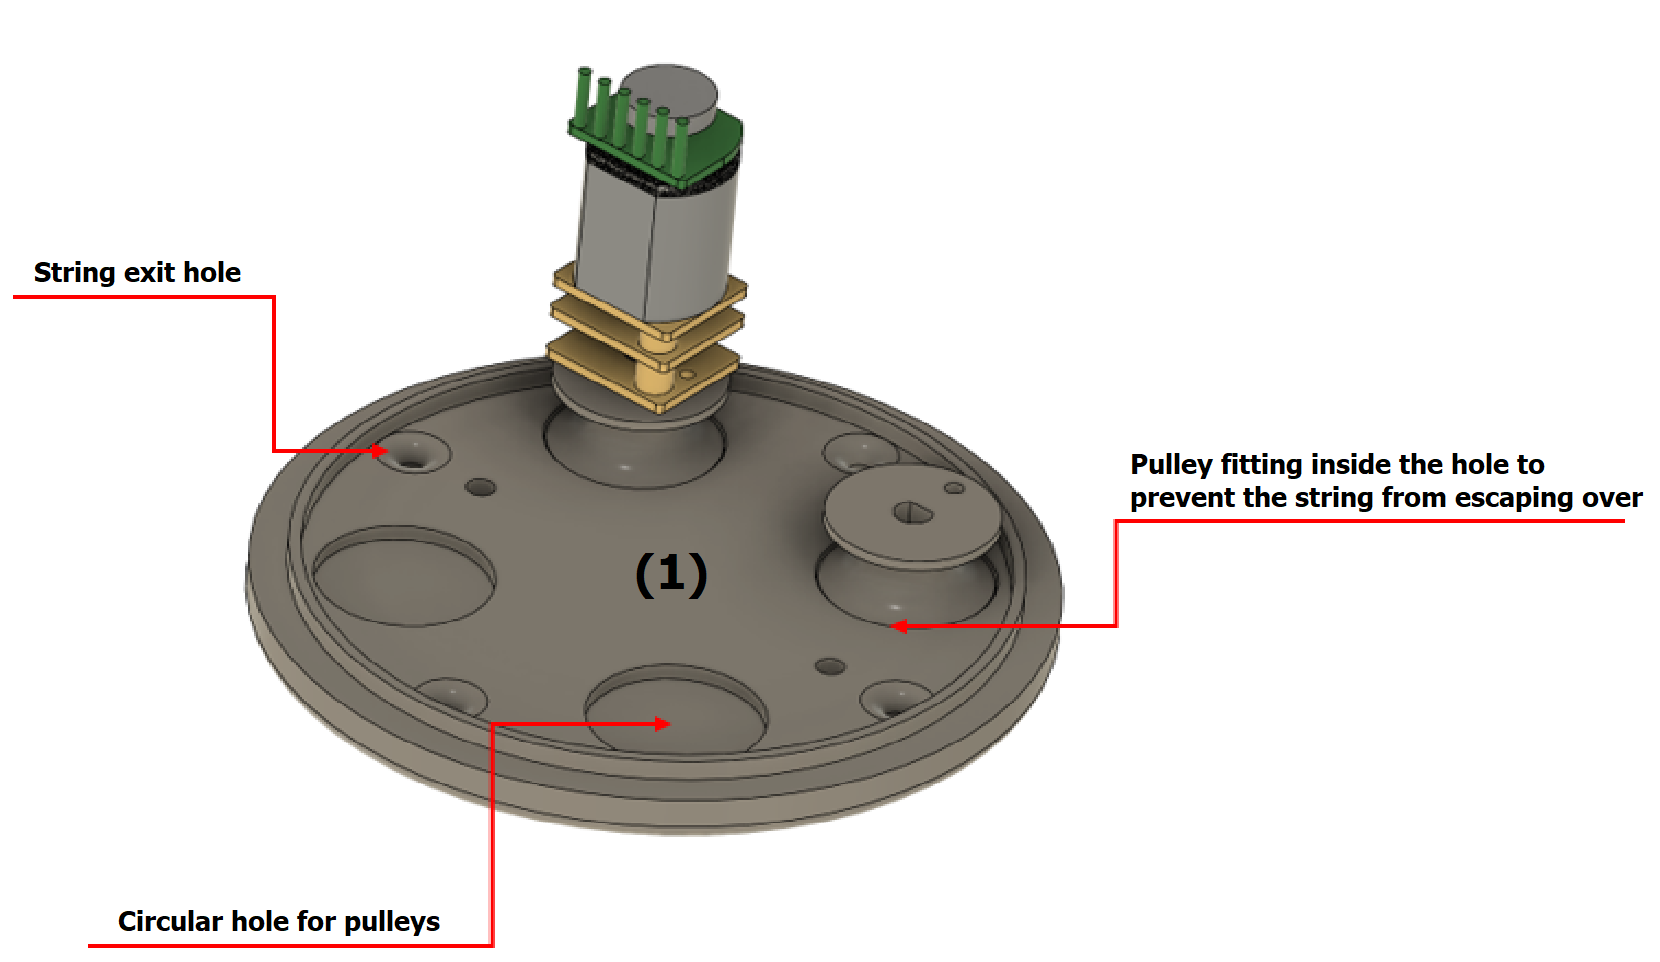 String exit hole
Pulley fitting inside the hole to
prevent the string from escaping over
(1)
Circular hole for pulleys